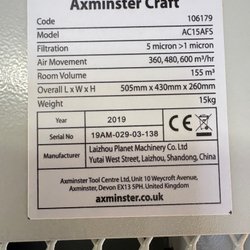 Axminster Craft
Code 106179
Model AC15AFS
Filtration 5 micron >1 micron
Air Movement 360,480,600 m³/hr
Room Volume 155 m³
Overall L x W x H 505mm x 430mm x 260mm
Weight 15kg
Year 2019
Serial No 19AM-029-03-138
Manufacturer Laizhou Planet Machinery Co. Ltd
Yutai West Street, Laizhou, Shandong, China
CE
Axminster Tool Centre Ltd, Unit 10 Weycroft Avenue,
Axminster, Devon EX13 5PH. United Kingdom
axminster.co.uk